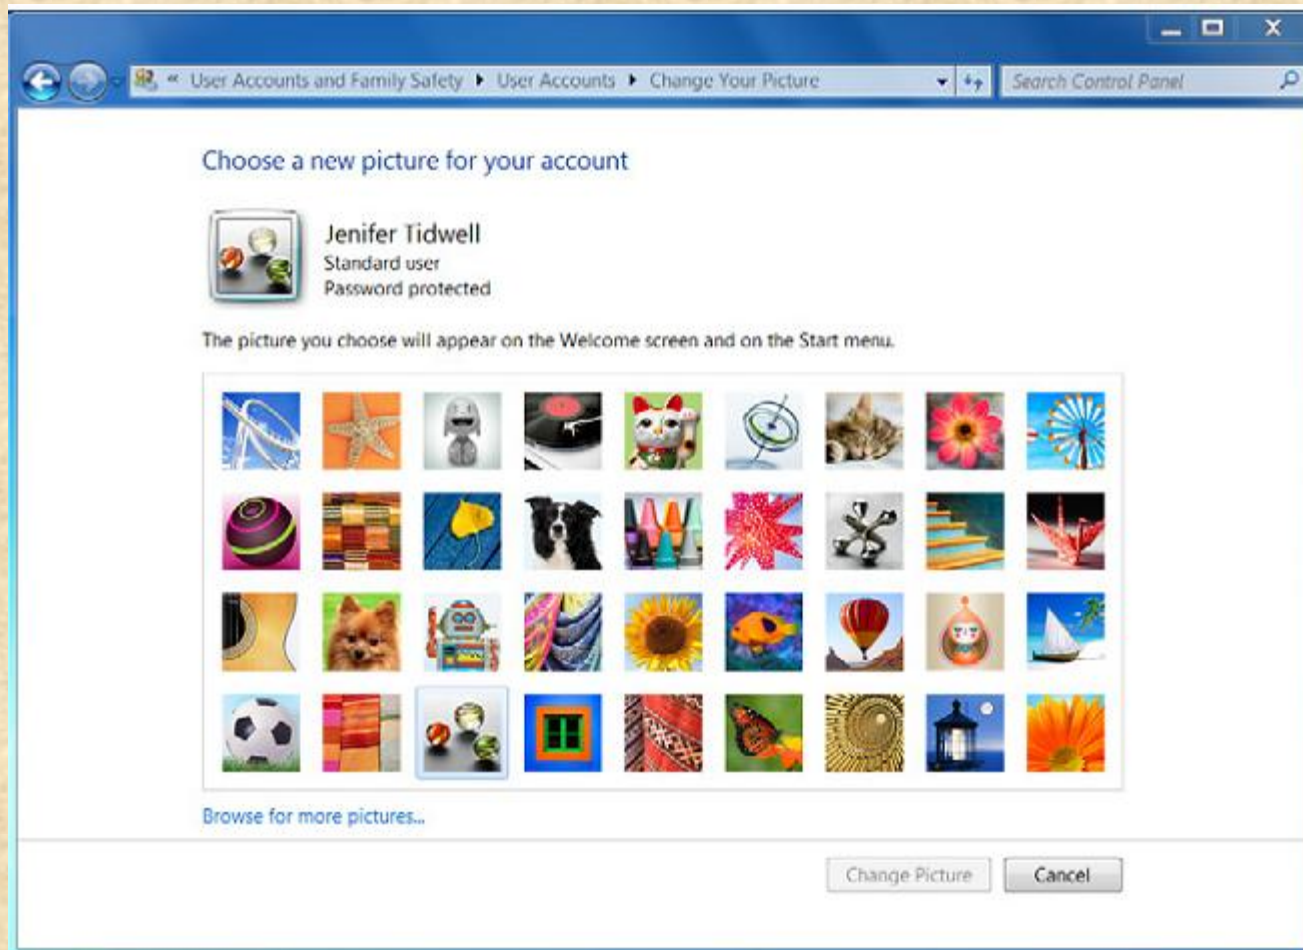 « User Accounts and Family Safety ▸ User Accounts ▸ Change Your Picture
Search Control Panel
Choose a new picture for your account
Jenifer Tidwell
Standard user
Password protected
The picture you choose will appear on the Welcome screen and on the Start menu.
Browse for more pictures...
Change Picture
Cancel